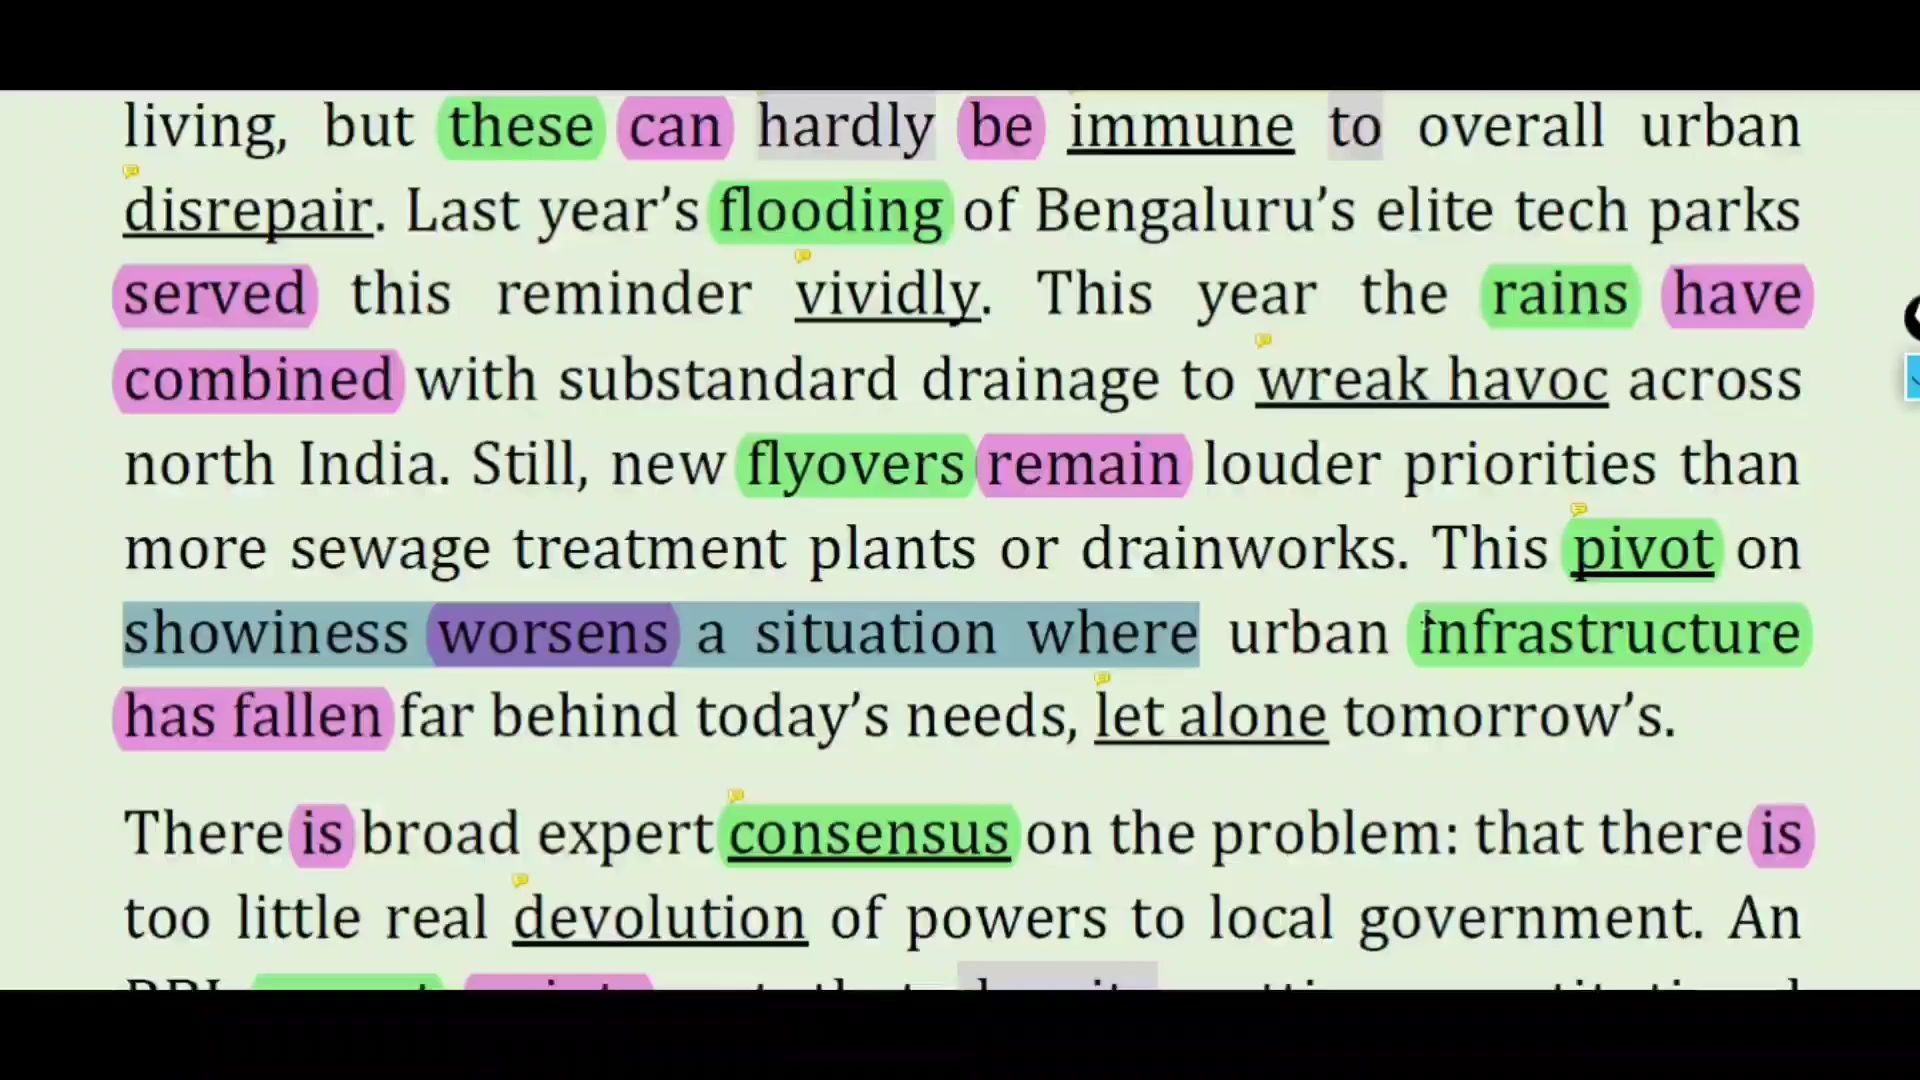 living, but these can hardly be immune to overall urban
disrepair. Last year’s flooding of Bengaluru’s elite tech parks
served this reminder vividly. This year the rains have
combined with substandard drainage to wreak havoc across
north India. Still, new flyovers remain louder priorities than
more sewage treatment plants or drainworks. This pivot on
showiness worsens a situation where urban infrastructure
has fallen far behind today’s needs, let alone tomorrow’s.
There is broad expert consensus on the problem: that there is
too little real devolution of powers to local government. An